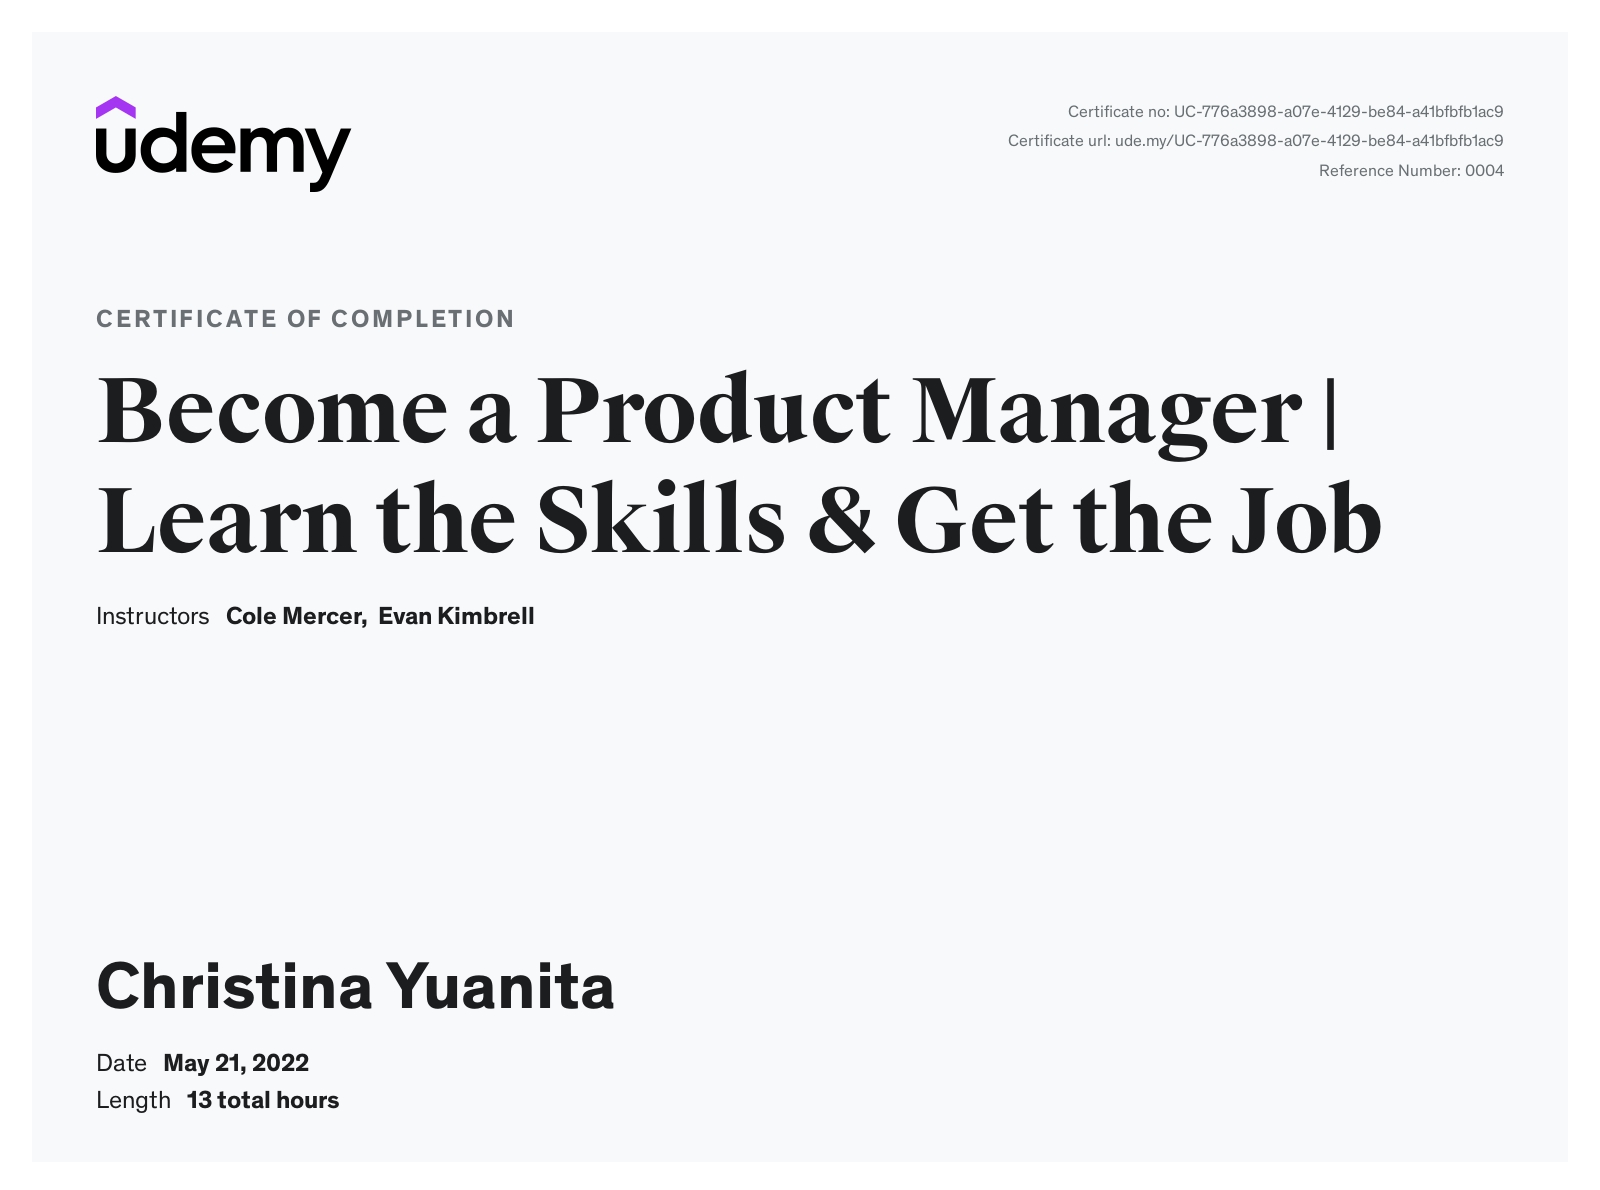 udemy
Certificate no: UC-776a3898-a07e-4129-be84-a41bfbfb1ac9
Certificate url: ude.my/UC-776a3898-a07e-4129-be84-a41bfbfb1ac9
Reference Number: 0004
CERTIFICATE OF COMPLETION
Become a Product Manager |
Learn the Skills & Get the Job
Instructors Cole Mercer, Evan Kimbrell
Christina Yuanita
Date May 21, 2022
Length 13 total hours